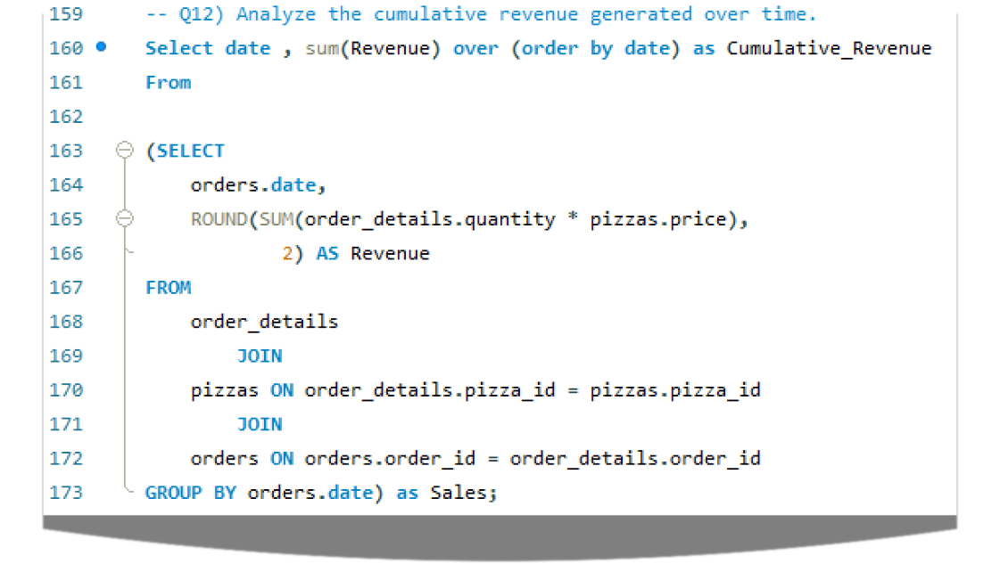 159 -- Q12) Analyze the cumulative revenue generated over time.
160 Select date , sum(Revenue) over (order by date) as Cumulative_Revenue
161 From
162
163 (SELECT
164 orders.date,
165 ROUND(SUM(order_details.quantity * pizzas.price),
166 2) AS Revenue
167 FROM
168 order_details
169 JOIN
170 pizzas ON order_details.pizza_id = pizzas.pizza_id
171 JOIN
172 orders ON orders.order_id = order_details.order_id
173 GROUP BY orders.date) as Sales;